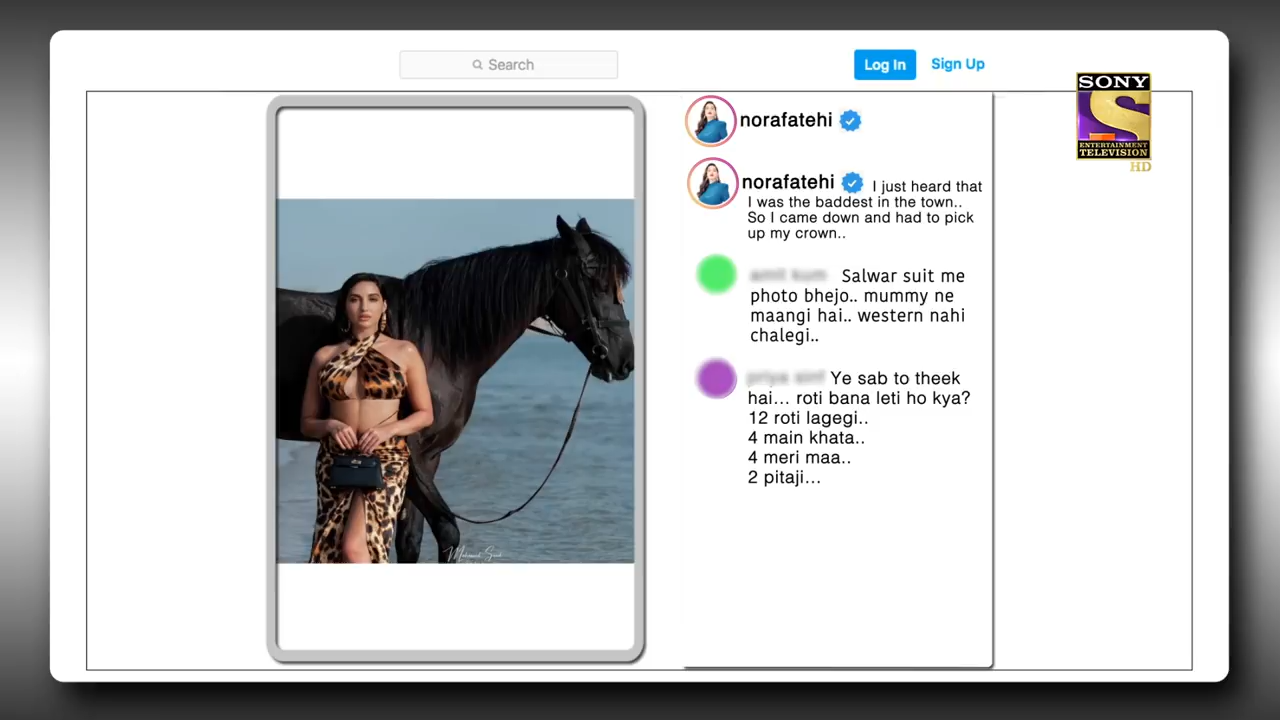 Search
Log In
Sign Up
SONY
S
ENTERTAINMENT
TELEVISION
HD
norafatehi
norafatehi I just heard that
I was the baddest in the town..
So I came down and had to pick
up my crown..
Salwar suit me
photo bhejo.. mummy ne
maangi hai.. western nahi
chalegi..
Ye sab to theek
hai... roti bana leti ho kya?
12 roti lagegi..
4 main khata..
4 meri maa..
2 pitaji...